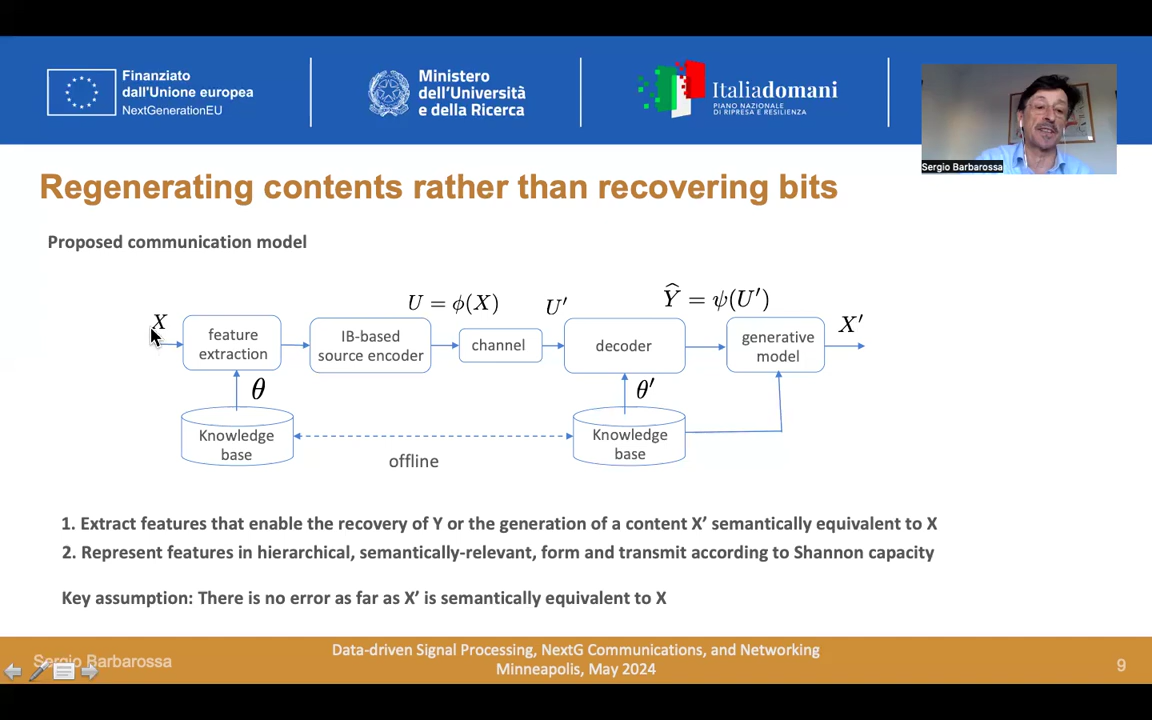 Finanziato
dall'Unione europea
NextGenerationEU
Ministero
dell'Università
e della Ricerca
Italiadomani
PIANO NAZIONALE
DI RIPRESA E RESILIENZA
Sergio Barbarossa
Regenerating contents rather than recovering bits
Proposed communication model
X
feature
extraction
IB-based
source encoder
U = ϕ(X)
channel
U′
decoder
Ŷ = ψ(U′)
generative
model
X′
θ
θ′
Knowledge
base
offline
Knowledge
base
1. Extract features that enable the recovery of Y or the generation of a content X’ semantically equivalent to X
2. Represent features in hierarchical, semantically-relevant, form and transmit according to Shannon capacity
Key assumption: There is no error as far as X’ is semantically equivalent to X
Sergio Barbarossa
Data-driven Signal Processing, NextG Communications, and Networking
Minneapolis, May 2024
9